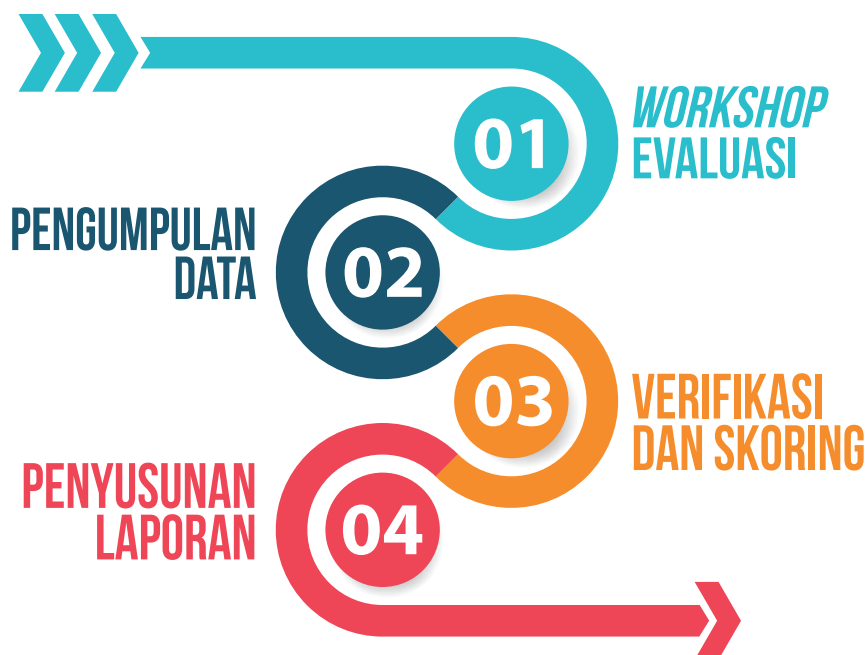 01
WORKSHOP
EVALUASI
PENGUMPULAN
DATA
02
03
VERIFIKASI
DAN SKORING
PENYUSUNAN
LAPORAN
04